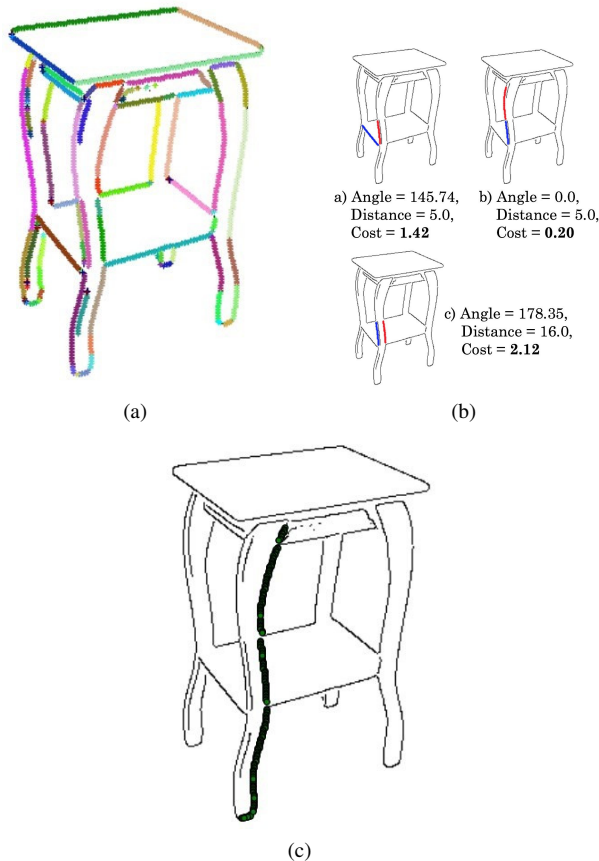 a) Angle = 145.74,
Distance = 5.0,
Cost = 1.42
b) Angle = 0.0,
Distance = 5.0,
Cost = 0.20
c) Angle = 178.35,
Distance = 16.0,
Cost = 2.12
(a)
(b)
(c)